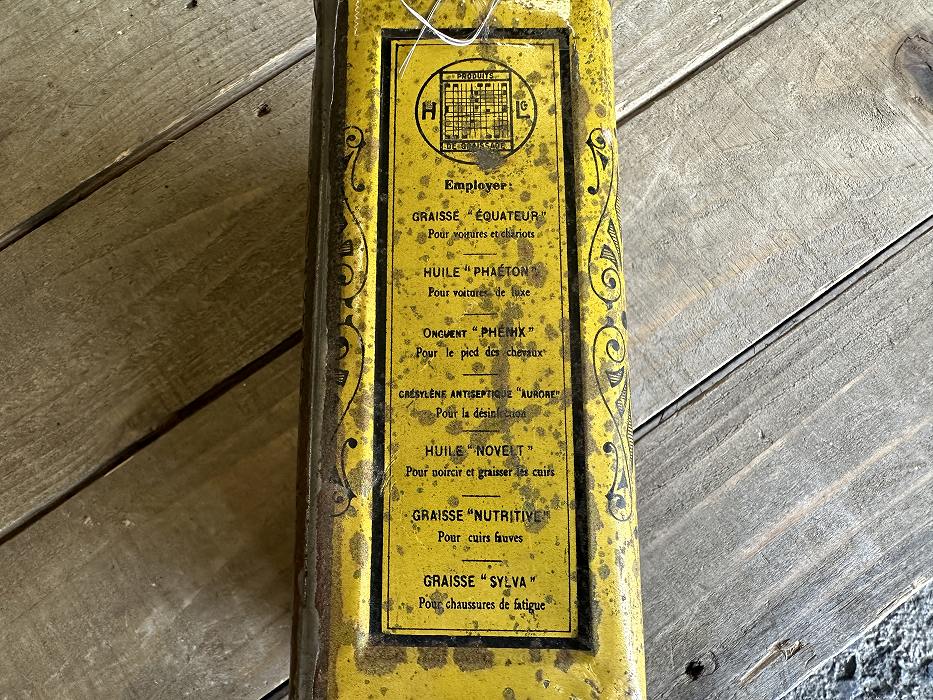 PRODUITS
H LG
DE GRAISSAGE
Employer:
GRAISSE "ÉQUATEUR"
Pour voitures et chariots
HUILE "PHAÉTON"
Pour voitures de luxe
ONGUENT "PHÉNIX"
Pour le pied des chevaux
CRÉSYLÈNE ANTISEPTIQUE "AURORE"
Pour la désinfection
HUILE "NOVELT"
Pour noircir et graisser les cuirs
GRAISSE "NUTRITIVE"
Pour cuirs fauves
GRAISSE "SYLVA"
Pour chaussures de fatigue